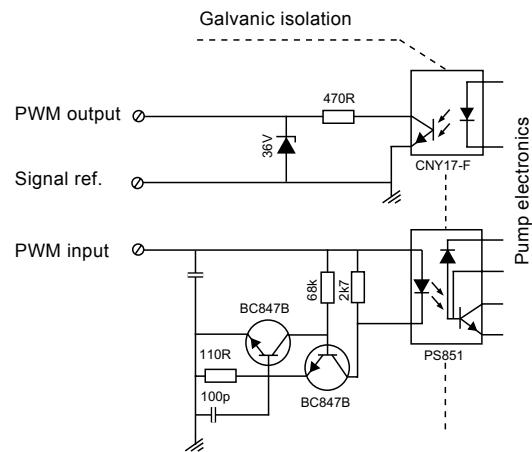 Galvanic isolation
470R
PWM output
36V
CNY17-F
Signal ref.
Pump electronics
PWM input
68k
2k7
BC847B
110R
PS851
100p
BC847B